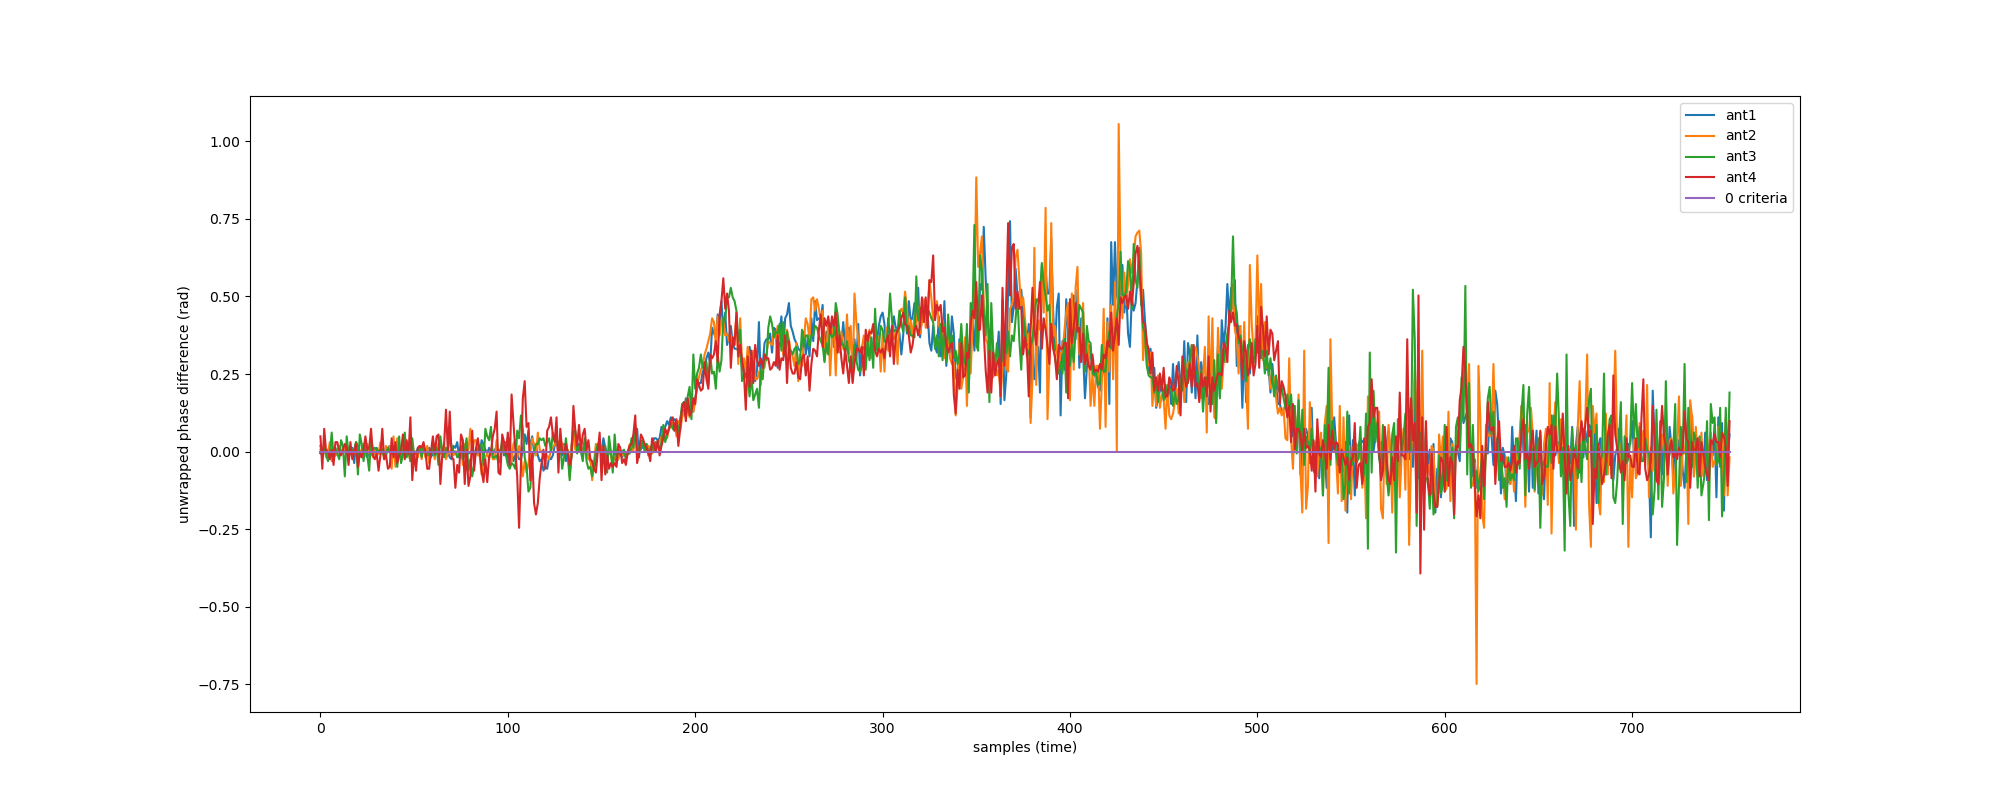 ant1
ant2
ant3
ant4
0 criteria
1.00
0.75
0.50
0.25
0.00
−0.25
−0.50
−0.75
unwrapped phase difference (rad)
0 100 200 300 400 500 600 700
samples (time)